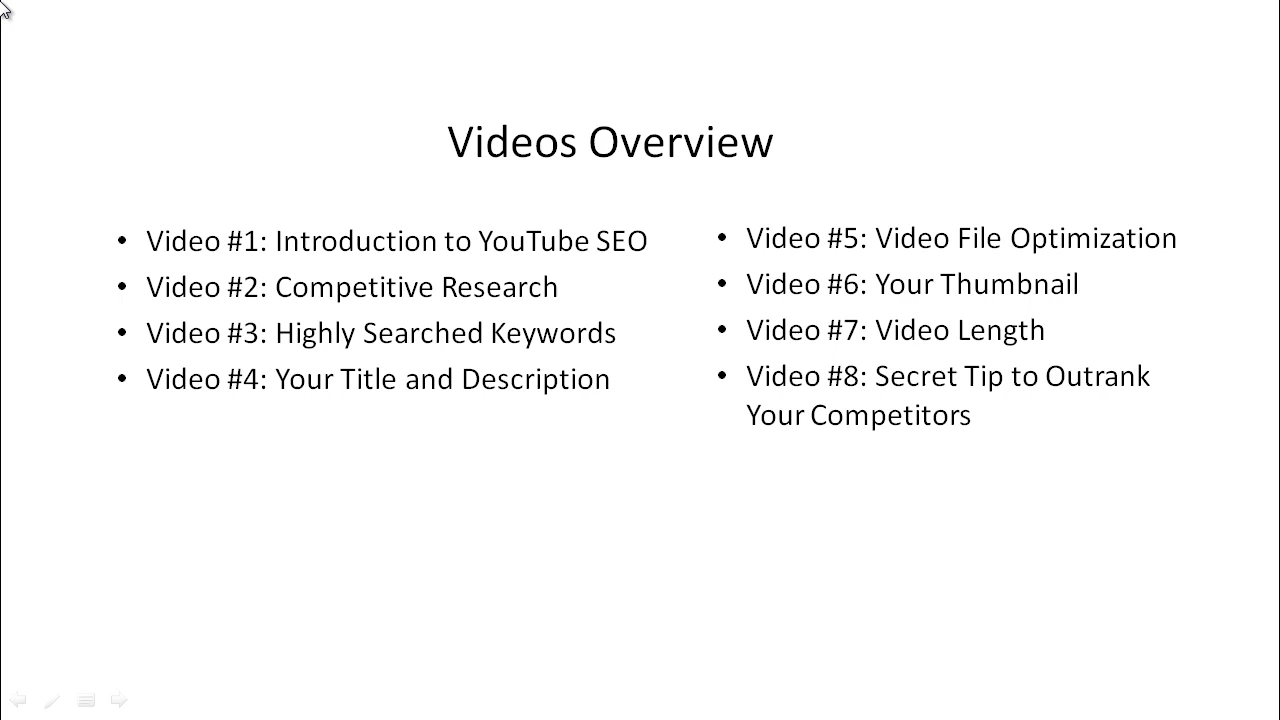 Videos Overview
• Video #1: Introduction to YouTube SEO
• Video #2: Competitive Research
• Video #3: Highly Searched Keywords
• Video #4: Your Title and Description
• Video #5: Video File Optimization
• Video #6: Your Thumbnail
• Video #7: Video Length
• Video #8: Secret Tip to Outrank
Your Competitors